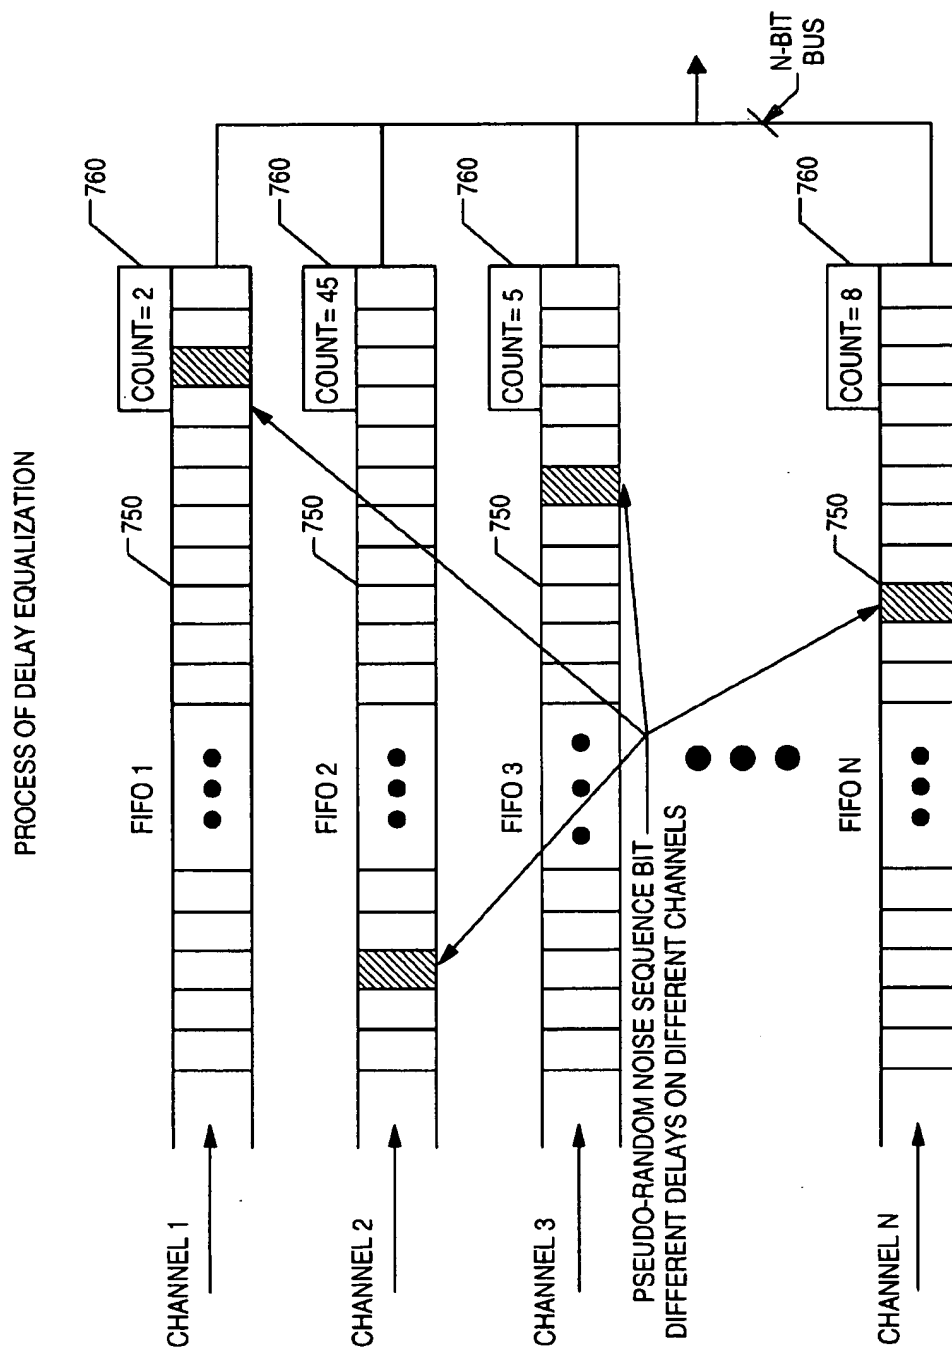 PROCESS OF DELAY EQUALIZATION
CHANNEL 1
FIFO 1
750
COUNT= 2
760
CHANNEL 2
FIFO 2
750
COUNT= 45
760
CHANNEL 3
FIFO 3
750
COUNT= 5
760
PSEUDO-RANDOM NOISE SEQUENCE BIT
DIFFERENT DELAYS ON DIFFERENT CHANNELS
N-BIT
BUS
CHANNEL N
FIFO N
750
COUNT= 8
760